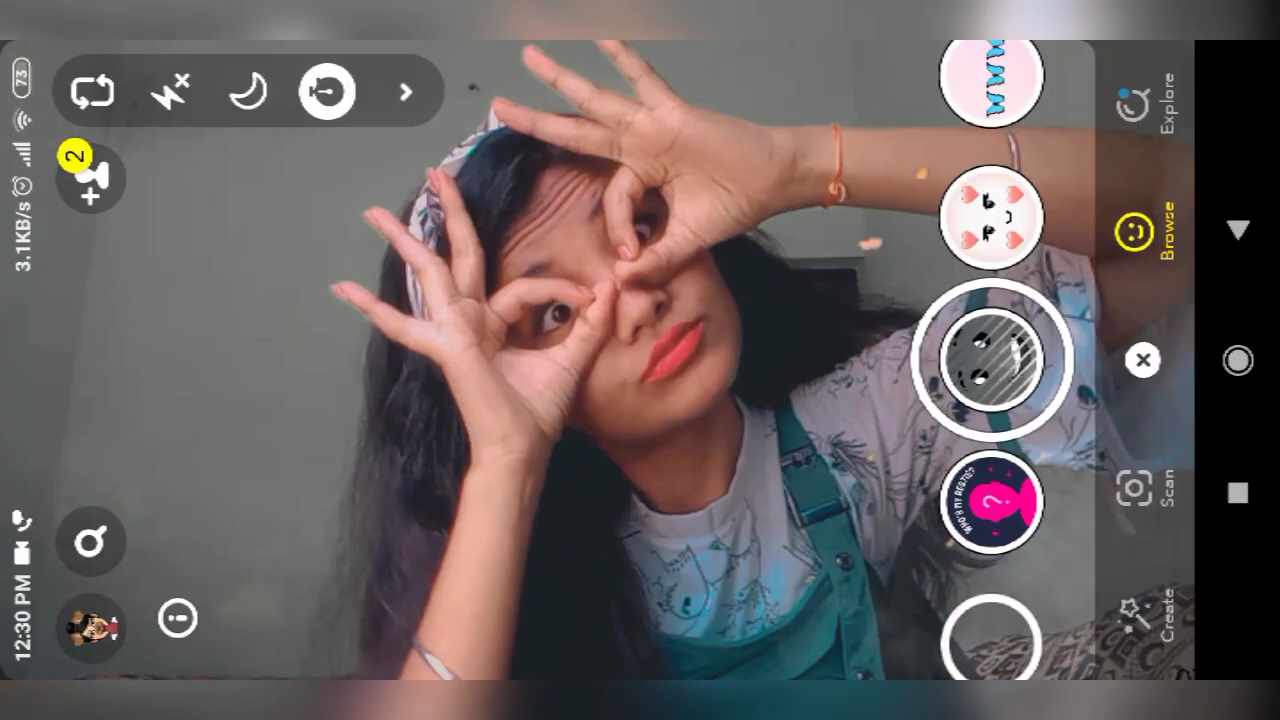 12:30 PM
3.1KB/s
73
2
WHO'S MY BESTIE?
Create
Scan
Browse
Explore